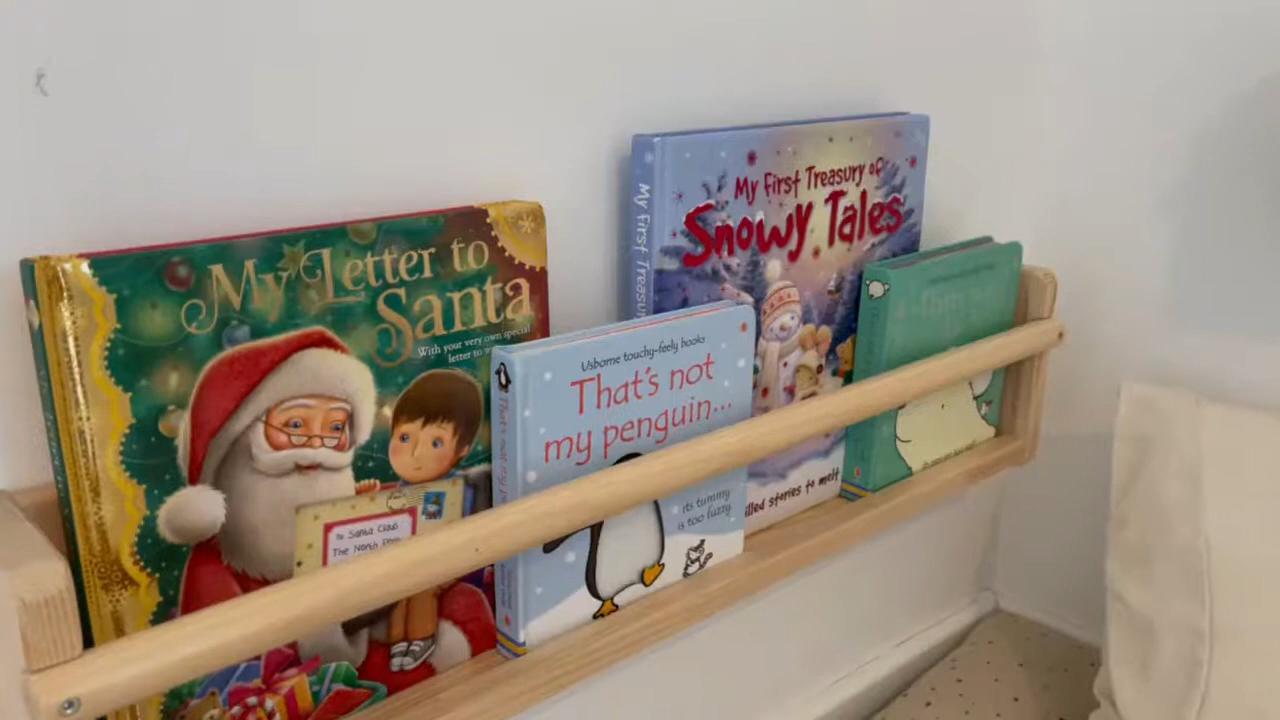 My Letter to
Santa
With your very own special
letter to
To Santa Claus
The North
Usborne touchy-feely books
That's not
my penguin...
its tummy
is too fuzzy.
That's not my
My First
My First Treasury of
Snowy Tales
stories to melt